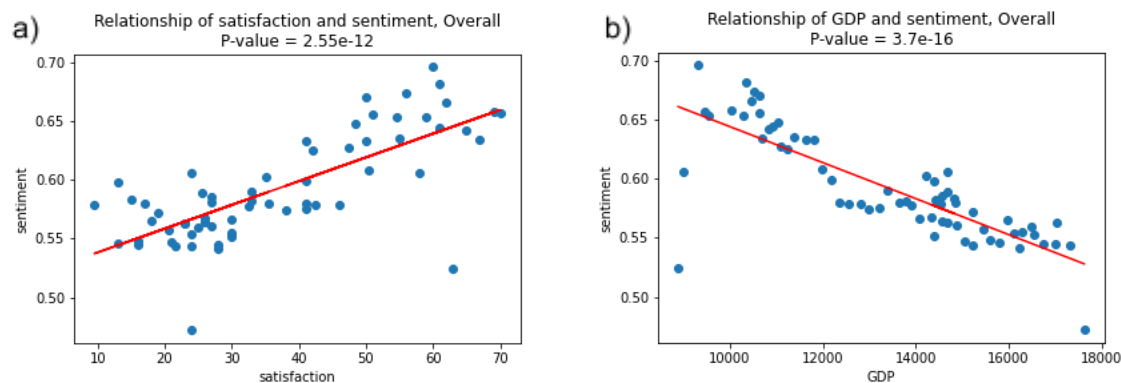 a)
Relationship of satisfaction and sentiment, Overall
P-value = 2.55e-12
0.70
0.65
0.60
0.55
0.50
sentiment
10 20 30 40 50 60 70
satisfaction
b)
Relationship of GDP and sentiment, Overall
P-value = 3.7e-16
0.70
0.65
0.60
0.55
0.50
sentiment
10000 12000 14000 16000 18000
GDP